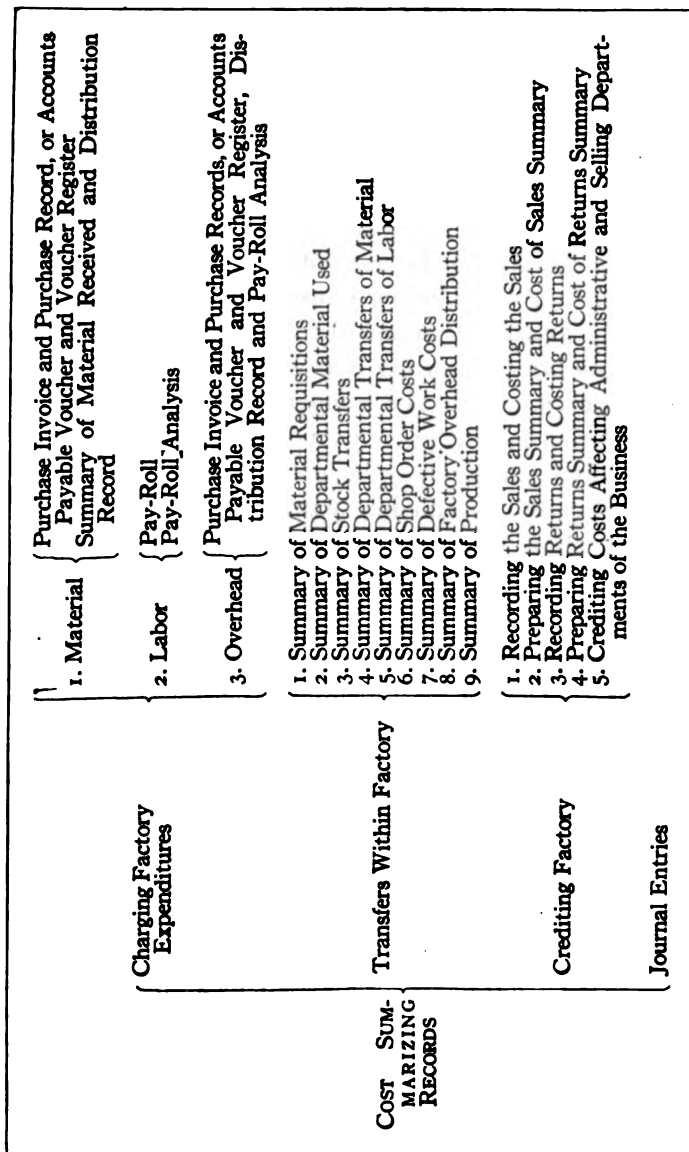 COST SUM-
MARIZING
RECORDS
Charging Factory
Expenditures
1. Material
Purchase Invoice and Purchase Record, or Accounts
Payable Voucher and Voucher Register
Summary of Material Received and Distribution
Record
2. Labor
Pay-Roll
Pay-Roll Analysis
3. Overhead
Purchase Invoice and Purchase Records, or Accounts
Payable Voucher and Voucher Register, Dis-
tribution Record and Pay-Roll Analysis
Transfers Within Factory
1. Summary of Material Requisitions
2. Summary of Departmental Material Used
3. Summary of Stock Transfers
4. Summary of Departmental Transfers of Material
5. Summary of Departmental Transfers of Labor
6. Summary of Shop Order Costs
7. Summary of Defective Work Costs
8. Summary of Factory Overhead Distribution
9. Summary of Production
Crediting Factory
1. Recording the Sales and Costing the Sales
2. Preparing the Sales Summary and Cost of Sales Summary
3. Recording Returns and Costing Returns
4. Preparing Returns Summary and Cost of Returns Summary
5. Crediting Costs Affecting Administrative and Selling Depart-
ments of the Business
Journal Entries